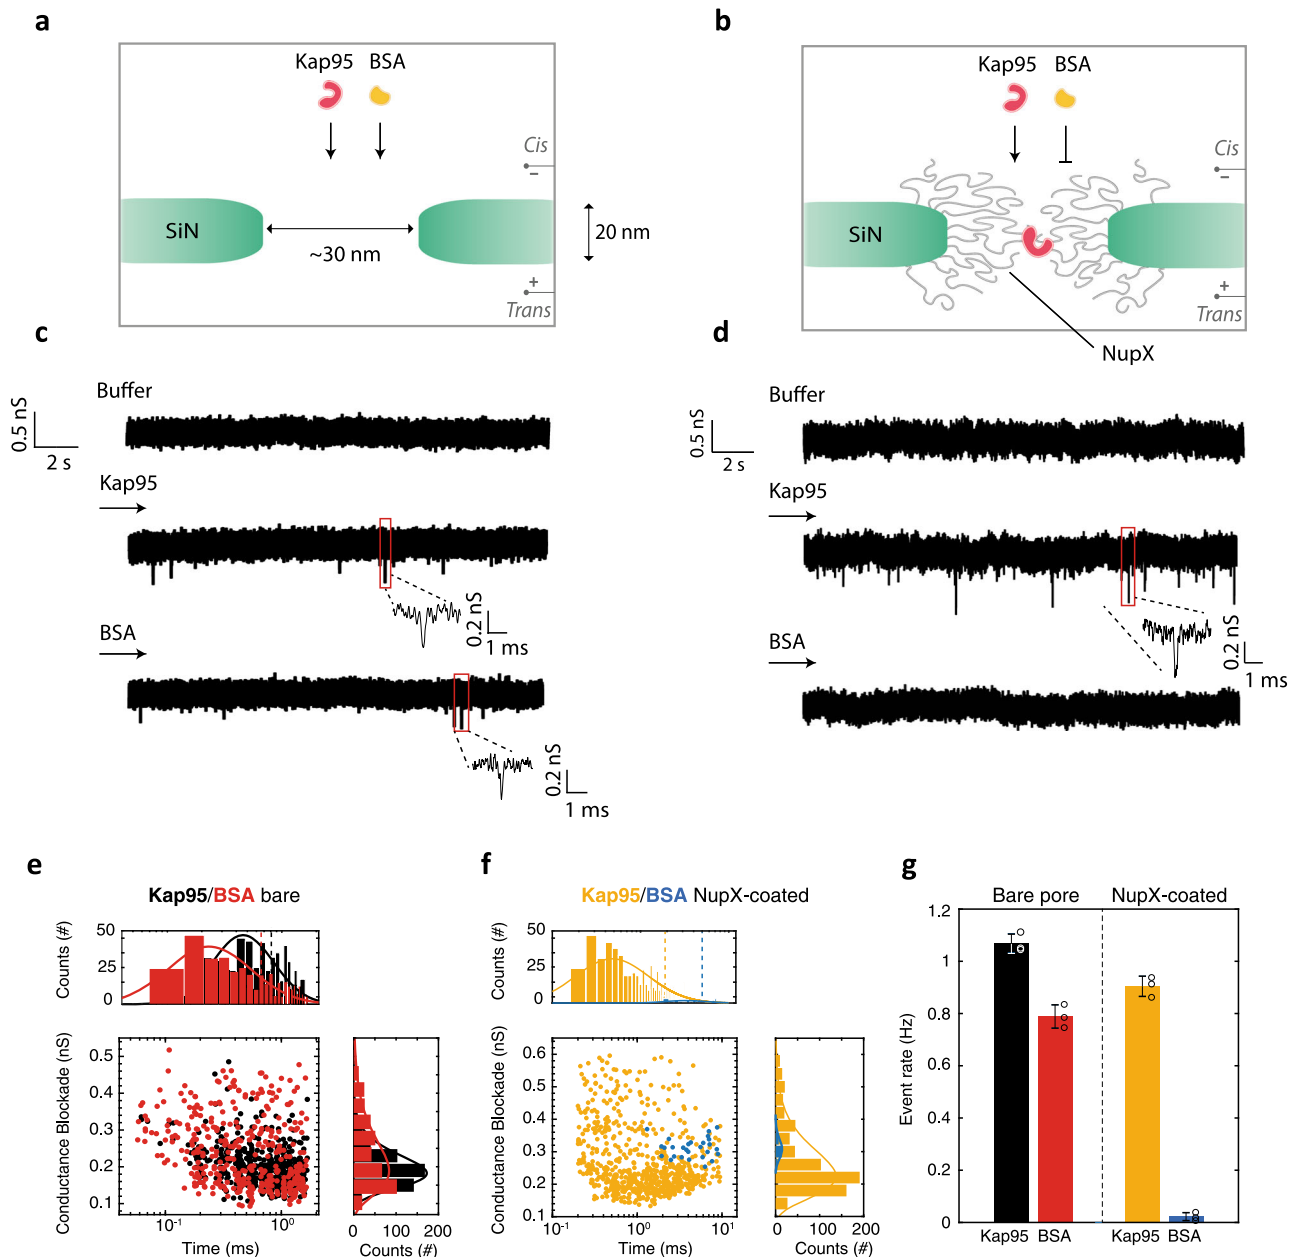 a
Kap95 BSA
Cis
−
SiN
~30 nm
20 nm
+
Trans
b
Kap95 BSA
Cis
−
SiN
+
Trans
NupX
c
Buffer
0.5 nS
2 s
Kap95
0.2 nS
1 ms
BSA
0.2 nS
1 ms
d
Buffer
0.5 nS
2 s
Kap95
0.2 nS
1 ms
BSA
e
Kap95/BSA bare
Counts (#)
50
25
0
Conductance Blockade (nS)
0.5
0.4
0.3
0.2
0.1
10⁻¹ 10⁰
Time (ms)
0 100 200
Counts (#)
f
Kap95/BSA NupX-coated
Counts (#)
50
25
0
Conductance Blockade (nS)
0.6
0.5
0.4
0.3
0.2
0.1
10⁻¹ 10⁰ 10¹
Time (ms)
0 100 200
Counts (#)
g
Bare pore NupX-coated
Event rate (Hz)
1.2
1
0.8
0.6
0.4
0.2
0
Kap95 BSA Kap95 BSA